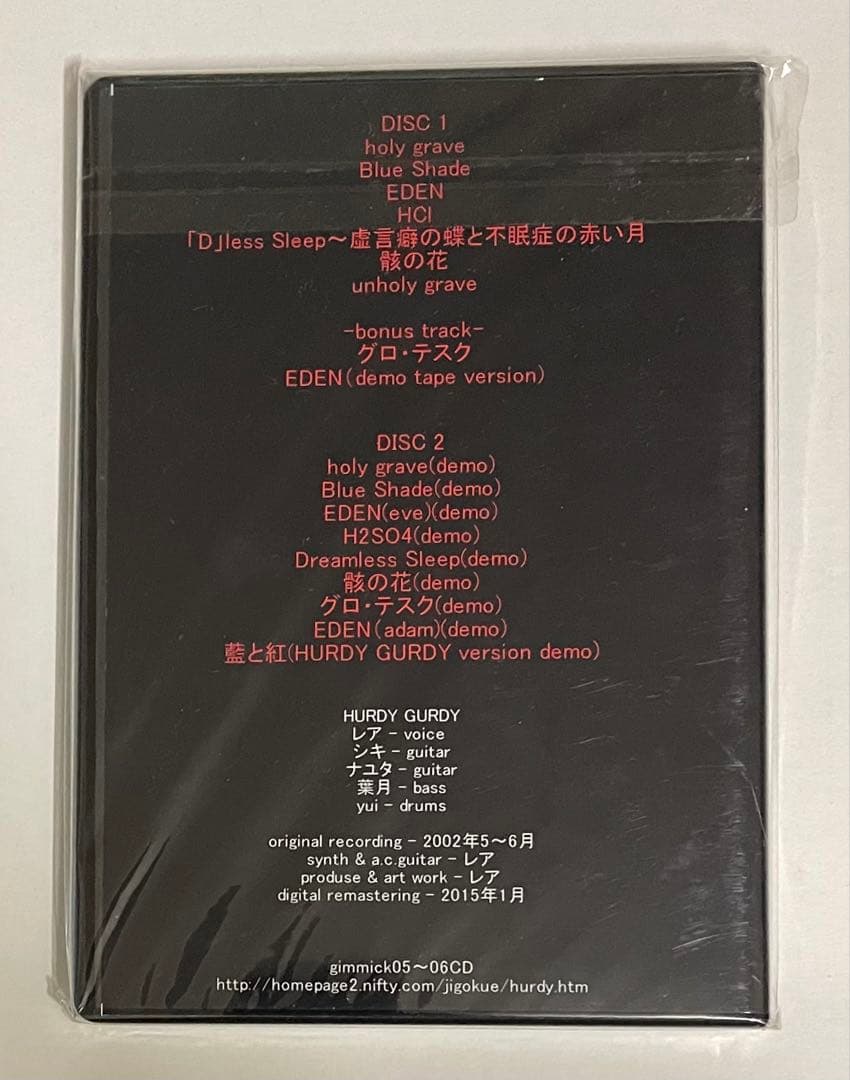 DISC 1
holy grave
Blue Shade
EDEN
HCl
「D」less Sleep～虚言癖の蝶と不眠症の赤い月
骸の花
unholy grave
-bonus track-
グロ・テスク
EDEN(demo tape version)
DISC 2
holy grave(demo)
Blue Shade(demo)
EDEN(eve)(demo)
H2SO4(demo)
Dreamless Sleep(demo)
骸の花(demo)
グロ・テスク(demo)
EDEN(adam)(demo)
藍と紅(HURDY GURDY version demo)
HURDY GURDY
レア - voice
シキ - guitar
ナユタ - guitar
葉月 - bass
yui - drums
original recording - 2002年5～6月
synth & a.c.guitar - レア
produse & art work - レア
digital remastering - 2015年1月
gimmick05～06CD
http://homepage2.nifty.com/jigokue/hurdy.htm